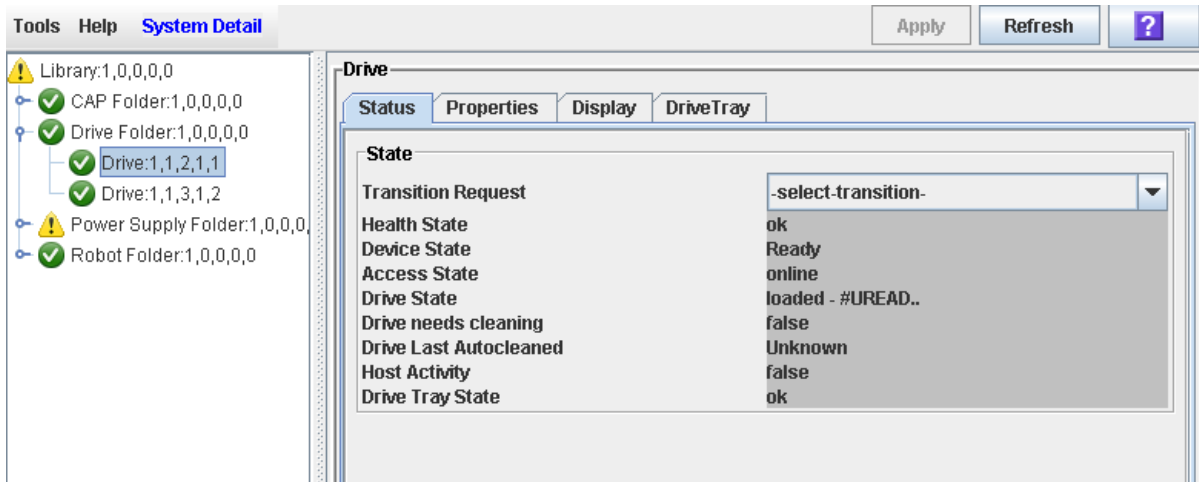 Tools Help System Detail Apply Refresh ?
Library:1,0,0,0,0
CAP Folder:1,0,0,0,0
Drive Folder:1,0,0,0,0
Drive:1,1,2,1,1
Drive:1,1,3,1,2
Power Supply Folder:1,0,0,0,
Robot Folder:1,0,0,0,0
Drive
Status Properties Display DriveTray
State
Transition Request -select-transition-
Health State ok
Device State Ready
Access State online
Drive State loaded - #UREAD..
Drive needs cleaning false
Drive Last Autocleaned Unknown
Host Activity false
Drive Tray State ok